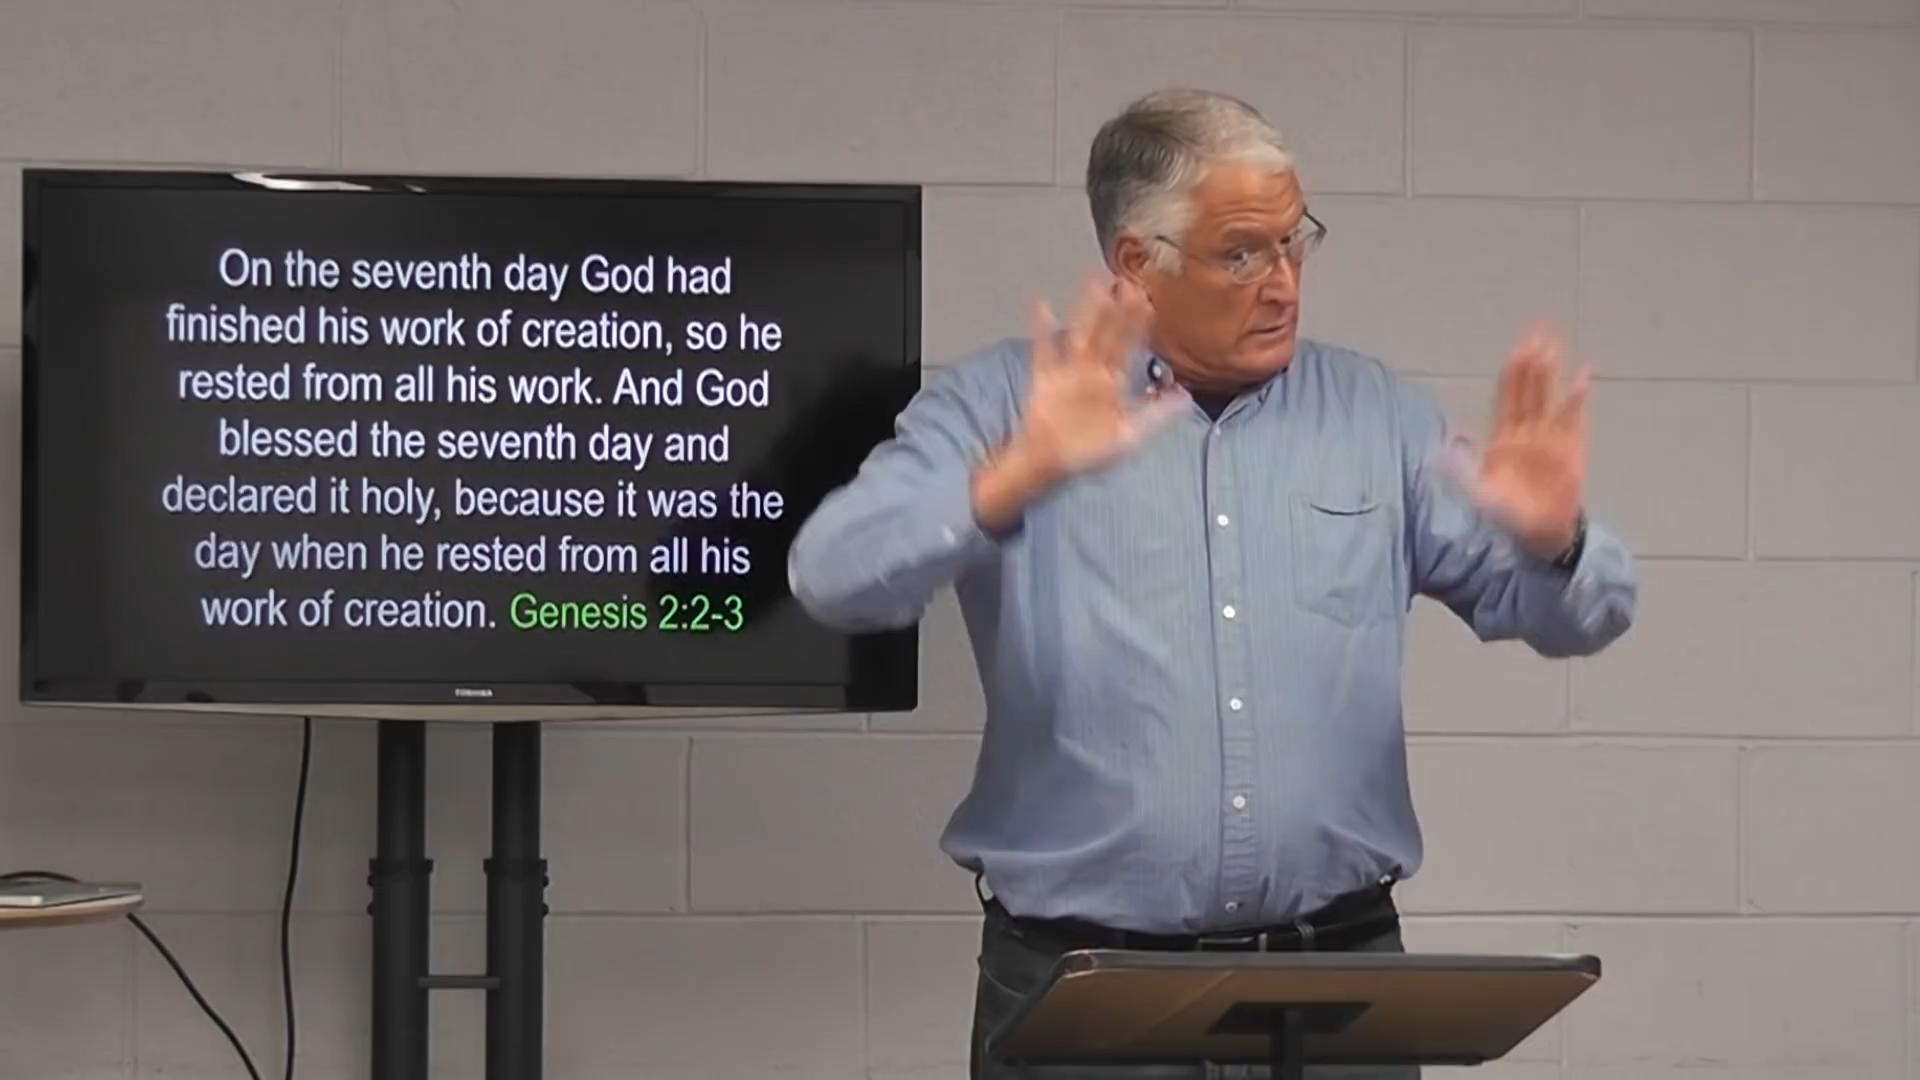 On the seventh day God had
finished his work of creation, so he
rested from all his work. And God
blessed the seventh day and
declared it holy, because it was the
day when he rested from all his
work of creation. Genesis 2:2-3
TOSHIBA